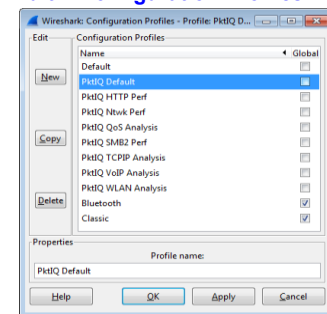 Wireshark: Configuration Profiles - Profile: PktIQ D...
Edit
Configuration Profiles
Name
Global
Default
New
PktIQ Default
PktIQ HTTP Perf
PktIQ Ntwk Perf
PktIQ QoS Analysis
Copy
PktIQ SMB2 Perf
PktIQ TCPIP Analysis
PktIQ VoIP Analysis
PktIQ WLAN Analysis
Delete
Bluetooth
Classic
Properties
Profile name:
PktIQ Default
Help
OK
Apply
Cancel